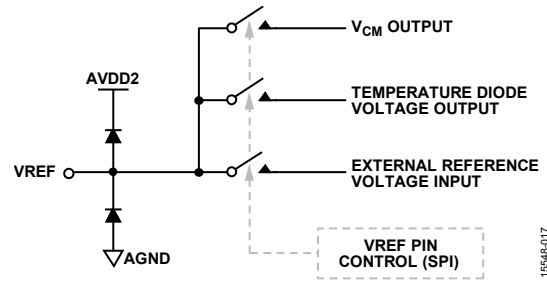 VCM OUTPUT
AVDD2
TEMPERATURE DIODE
VOLTAGE OUTPUT
VREF
EXTERNAL REFERENCE
VOLTAGE INPUT
AGND
VREF PIN
CONTROL (SPI)
15548-017